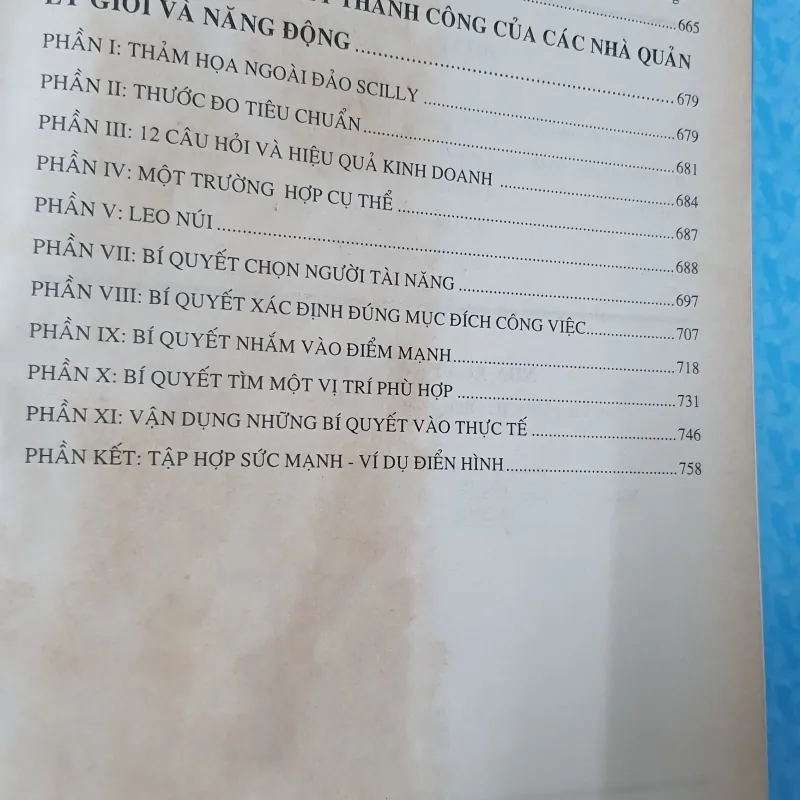 665
THÀNH CÔNG CỦA CÁC NHÀ QUẢN
LÝ GIỎI VÀ NĂNG ĐỘNG ........ 679
PHẦN I: THẢM HỌA NGOÀI ĐẢO SCILLY ........ 679
PHẦN II: THƯỚC ĐO TIÊU CHUẨN ........ 681
PHẦN III: 12 CÂU HỎI VÀ HIỆU QUẢ KINH DOANH ........ 684
PHẦN IV: MỘT TRƯỜNG HỢP CỤ THỂ ........ 687
PHẦN V: LEO NÚI ........ 688
PHẦN VII: BÍ QUYẾT CHỌN NGƯỜI TÀI NĂNG ........ 697
PHẦN VIII: BÍ QUYẾT XÁC ĐỊNH ĐÚNG MỤC ĐÍCH CÔNG VIỆC ........ 707
PHẦN IX: BÍ QUYẾT NHẮM VÀO ĐIỂM MẠNH ........ 718
PHẦN X: BÍ QUYẾT TÌM MỘT VỊ TRÍ PHÙ HỢP ........ 731
PHẦN XI: VẬN DỤNG NHỮNG BÍ QUYẾT VÀO THỰC TẾ ........ 746
PHẦN KẾT: TẬP HỢP SỨC MẠNH - VÍ DỤ ĐIỂN HÌNH ........ 758